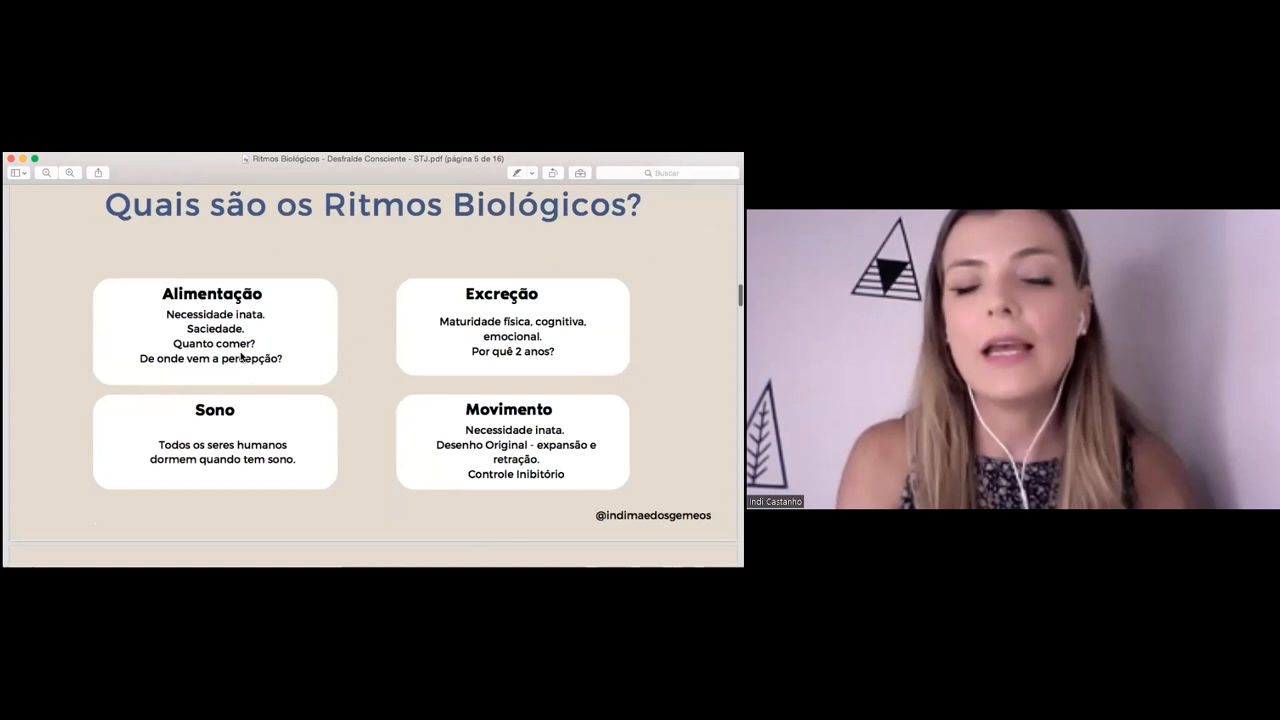 Ritmos Biológicos - Desfralde Consciente - STJ.pdf (página 5 de 16)
Buscar
Quais são os Ritmos Biológicos?
Alimentação
Necessidade inata.
Saciedade.
Quanto comer?
De onde vem a percepção?
Excreção
Maturidade física, cognitiva,
emocional.
Por quê 2 anos?
Sono
Todos os seres humanos
dormem quando tem sono.
Movimento
Necessidade inata.
Desenho Original - expansão e
retração.
Controle Inibitório
@indimaedosgemeos
Indi Castanho